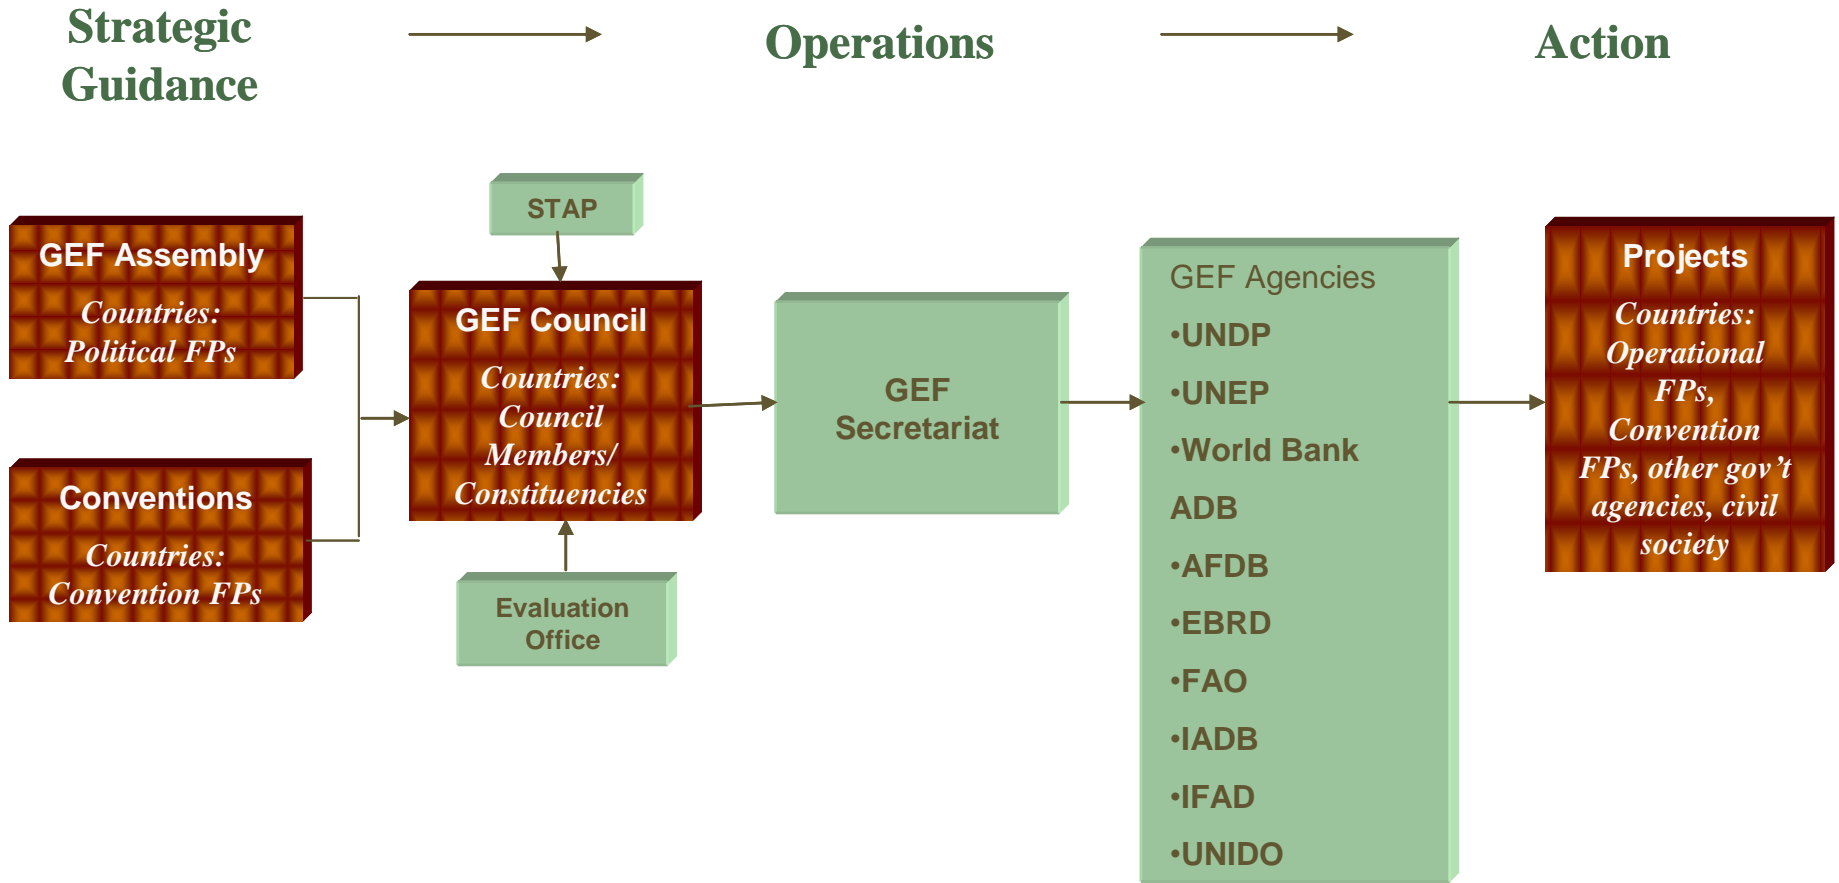 Strategic
Guidance
Operations
Action
STAP
GEF Assembly
Countries:
Political FPs
Conventions
Countries:
Convention FPs
GEF Council
Countries:
Council
Members/
Constituencies
Evaluation
Office
GEF
Secretariat
GEF Agencies
•UNDP
•UNEP
•World Bank
ADB
•AFDB
•EBRD
•FAO
•IADB
•IFAD
•UNIDO
Projects
Countries:
Operational
FPs,
Convention
FPs, other gov’t
agencies, civil
society